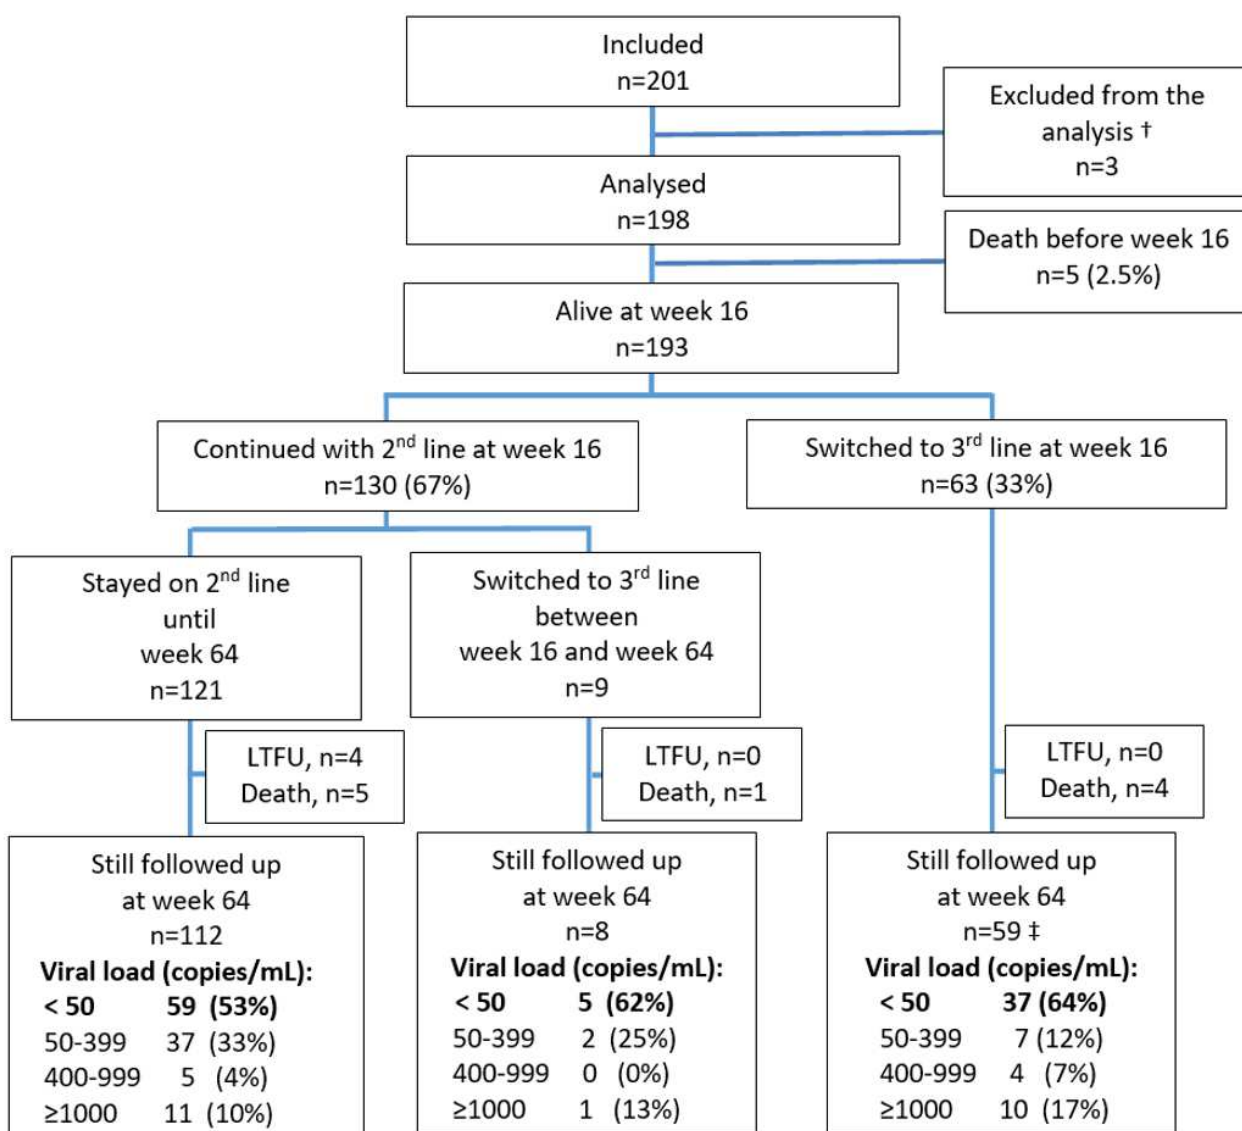 Included
n=201
Excluded from the
analysis †
n=3
Analysed
n=198
Death before week 16
n=5 (2.5%)
Alive at week 16
n=193
Continued with 2nd line at week 16
n=130 (67%)
Switched to 3rd line at week 16
n=63 (33%)
Stayed on 2nd line
until
week 64
n=121
Switched to 3rd line
between
week 16 and week 64
n=9
LTFU, n=4
Death, n=5
LTFU, n=0
Death, n=1
LTFU, n=0
Death, n=4
Still followed up
at week 64
n=112
Viral load (copies/mL):
< 50 59 (53%)
50-399 37 (33%)
400-999 5 (4%)
≥1000 11 (10%)
Still followed up
at week 64
n=8
Viral load (copies/mL):
< 50 5 (62%)
50-399 2 (25%)
400-999 0 (0%)
≥1000 1 (13%)
Still followed up
at week 64
n=59 ‡
Viral load (copies/mL):
< 50 37 (64%)
50-399 7 (12%)
400-999 4 (7%)
≥1000 10 (17%)